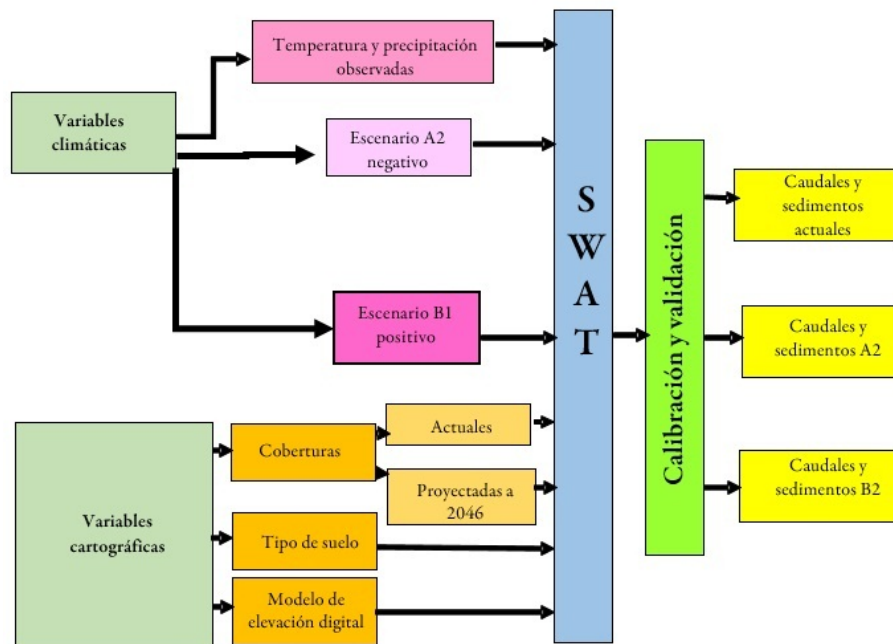 Temperatura y precipitación
observadas
Variables
climáticas
Escenario A2
negativo
Escenario B1
positivo
Variables
cartográficas
Coberturas
Actuales
Proyectadas a
2046
Tipo de suelo
Modelo de
elevación digital
S
W
A
T
Calibración y validación
Caudales y
sedimentos
actuales
Caudales y
sedimentos A2
Caudales y
sedimentos B2